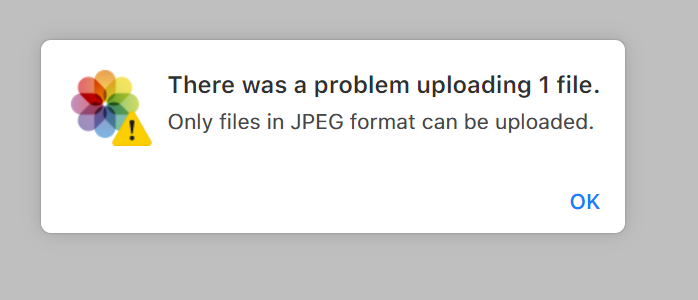 There was a problem uploading 1 file.
Only files in JPEG format can be uploaded.
OK